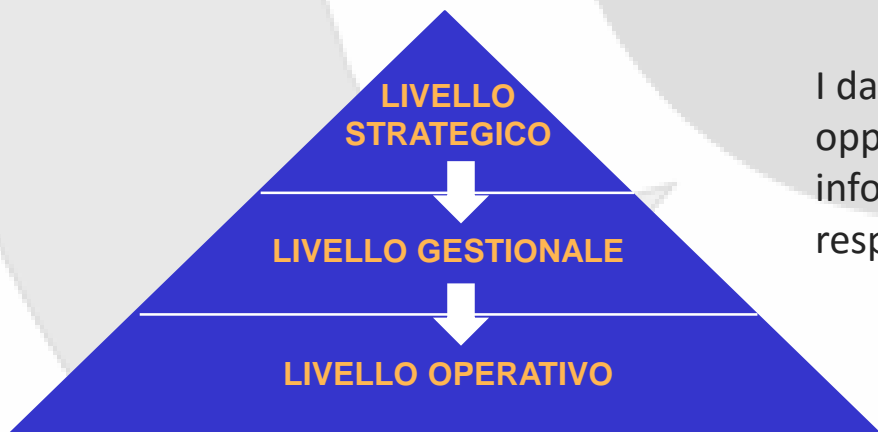 LIVELLO
STRATEGICO
LIVELLO GESTIONALE
LIVELLO OPERATIVO
I da
opp
info
resp